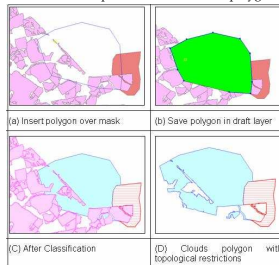 (a) Insert polygon over mask
(b) Save polygon in draft layer
(C) After Classification
(D) Clouds polygon with
topological restrictions